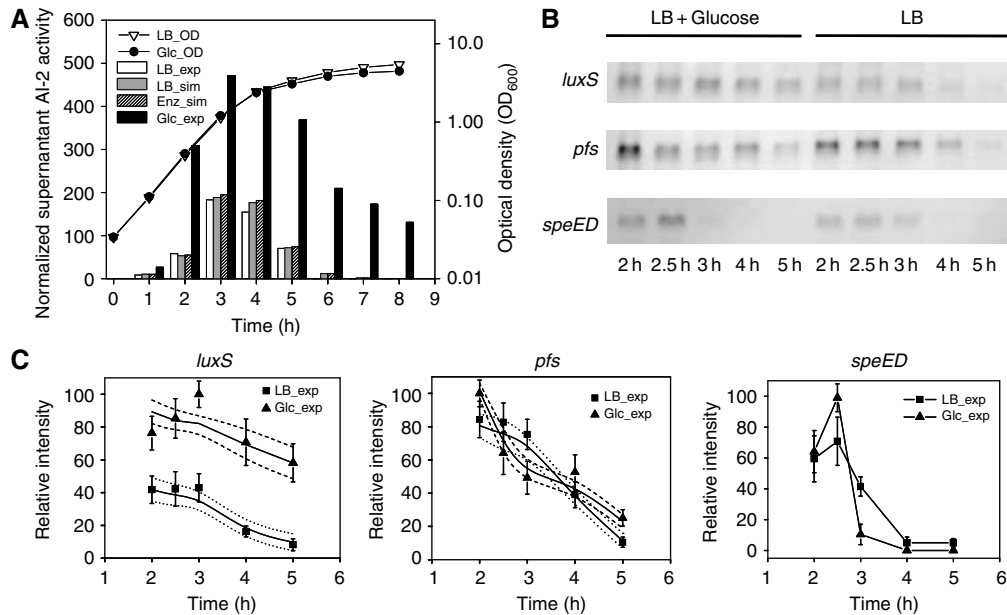 A
Normalized supernantant AI-2 activity
600
500
400
300
200
100
0
LB_OD
Glc_OD
LB_exp
LB_sim
Enz_sim
Glc_exp
10.0
1.00
0.10
0.01
Optical density (OD600)
0 1 2 3 4 5 6 7 8 9
Time (h)
B
LB + Glucose
LB
luxS
pfs
speED
2 h 2.5 h 3 h 4 h 5 h 2 h 2.5 h 3 h 4 h 5 h
C
luxS
Relative intensity
100
80
60
40
20
0
LB_exp
Glc_exp
1 2 3 4 5 6
Time (h)
pfs
Relative intensity
100
80
60
40
20
0
LB_exp
Glc_exp
1 2 3 4 5 6
Time (h)
speED
Relative intensity
100
80
60
40
20
0
LB_exp
Glc_exp
1 2 3 4 5 6
Time (h)